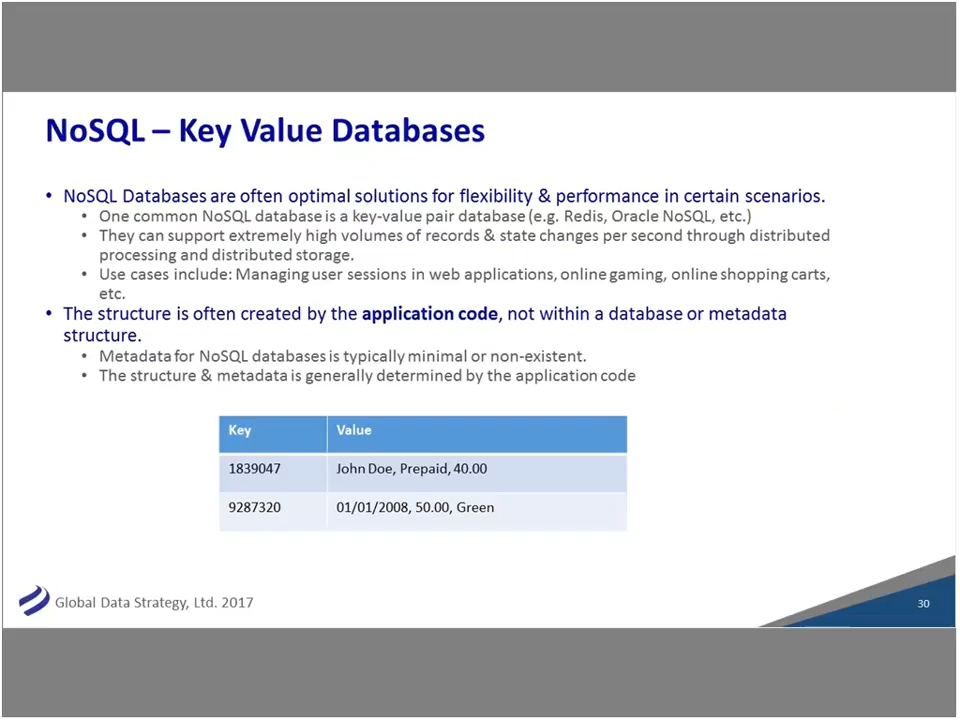 NoSQL – Key Value Databases
• NoSQL Databases are often optimal solutions for flexibility & performance in certain scenarios.
• One common NoSQL database is a key-value pair database (e.g. Redis, Oracle NoSQL, etc.)
• They can support extremely high volumes of records & state changes per second through distributed
processing and distributed storage.
• Use cases include: Managing user sessions in web applications, online gaming, online shopping carts,
etc.
• The structure is often created by the application code, not within a database or metadata
structure.
• Metadata for NoSQL databases is typically minimal or non-existent.
• The structure & metadata is generally determined by the application code
Key Value
1839047 John Doe, Prepaid, 40.00
9287320 01/01/2008, 50.00, Green
Global Data Strategy, Ltd. 2017
30